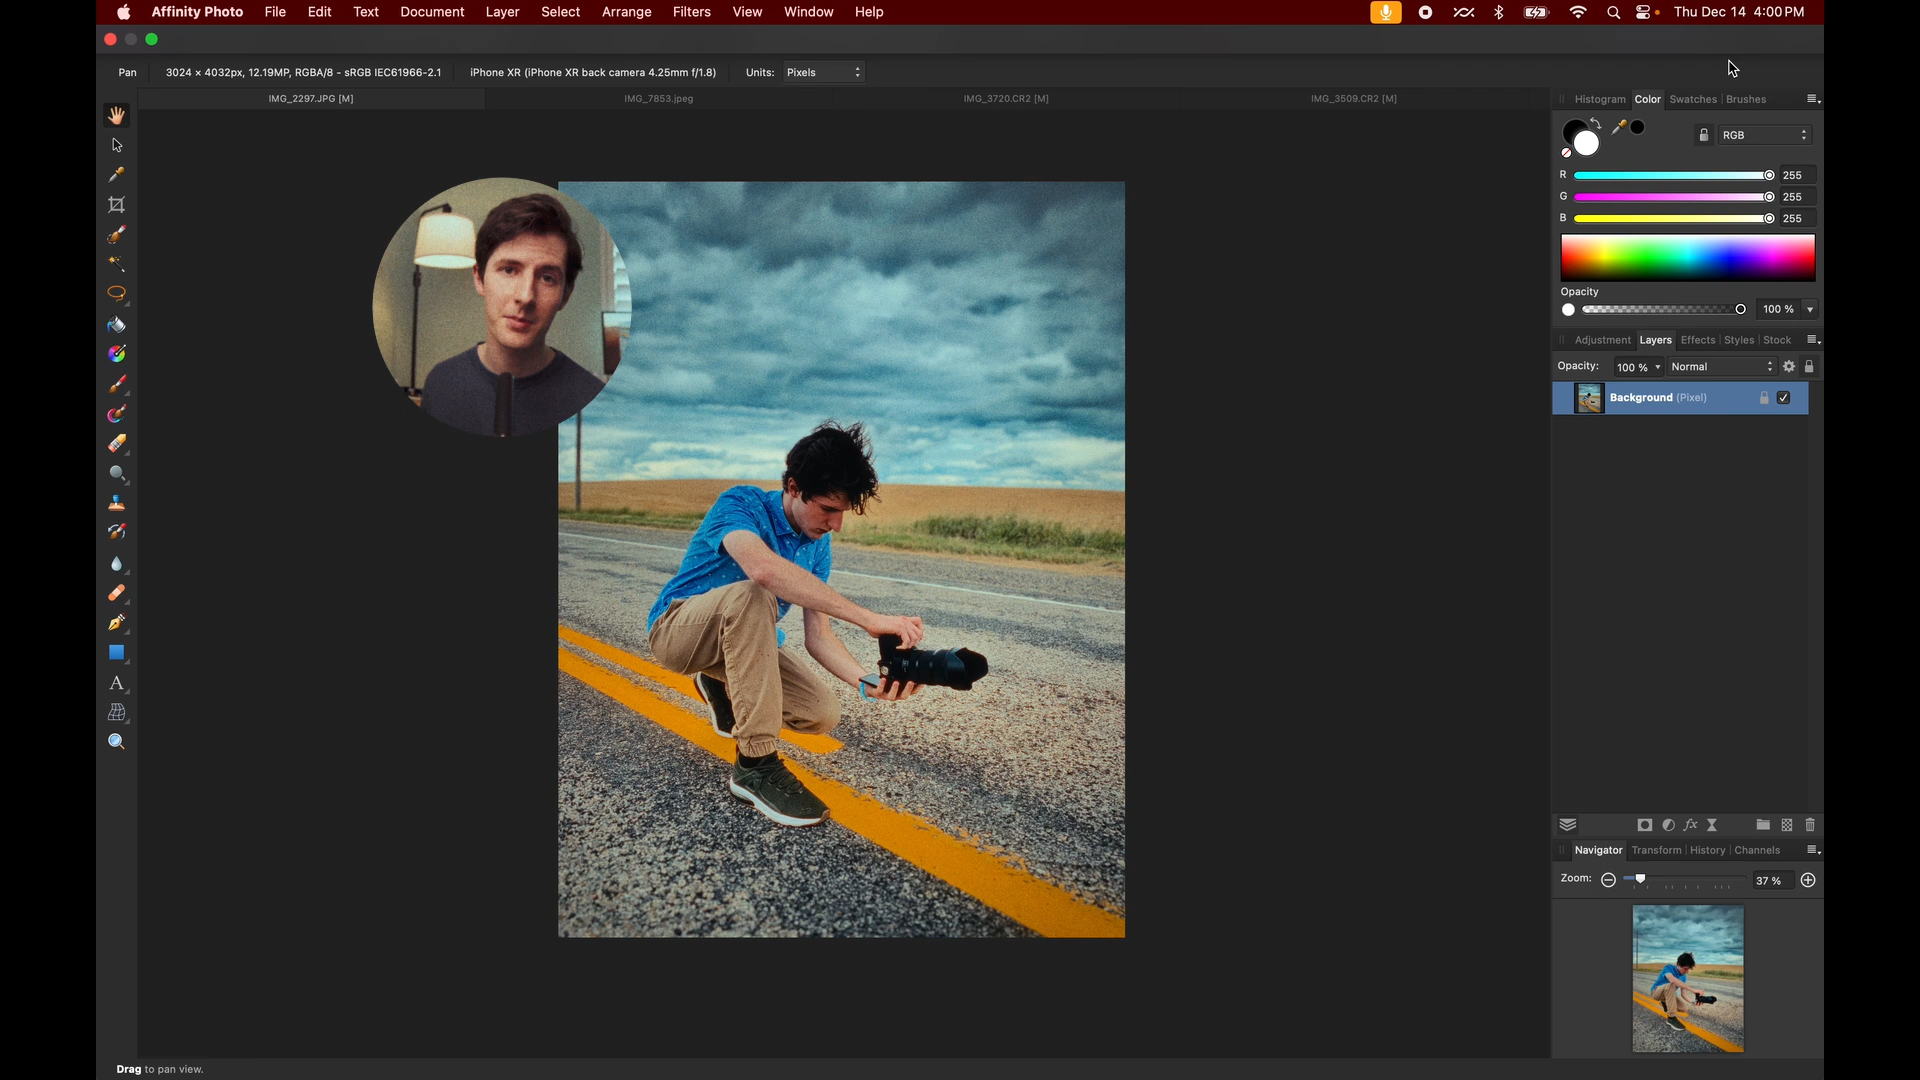 Affinity Photo File Edit Text Document Layer Select Arrange Filters View Window Help Thu Dec 14 4:00 PM
Pan 3024 × 4032px, 12.19MP, RGBA/8 - sRGB IEC61966-2.1 iPhone XR (iPhone XR back camera 4.25mm f/1.8) Units: Pixels
IMG_2297.JPG [M] IMG_7853.jpeg IMG_3720.CR2 [M] IMG_3509.CR2 [M]
Histogram Color Swatches Brushes
RGB
R 255
G 255
B 255
Opacity
100 %
Adjustment Layers Effects Styles Stock
Opacity: 100 % Normal
Background (Pixel)
fx
Navigator Transform History Channels
Zoom: 37 %
A
Drag to pan view.